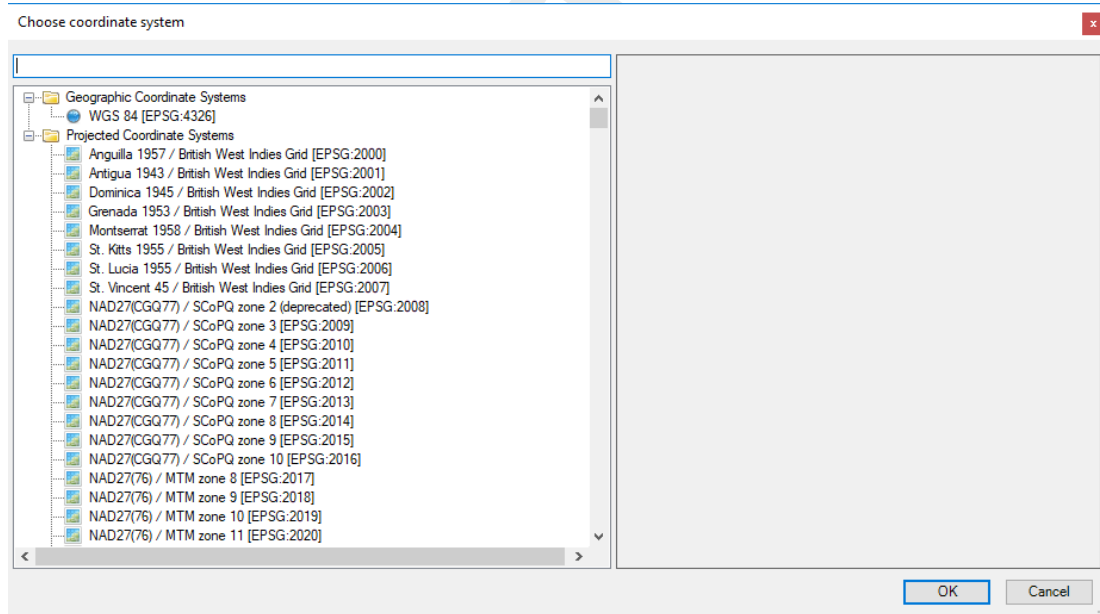 Choose coordinate system
x
Geographic Coordinate Systems
WGS 84 [EPSG:4326]
Projected Coordinate Systems
Anguilla 1957 / British West Indies Grid [EPSG:2000]
Antigua 1943 / British West Indies Grid [EPSG:2001]
Dominica 1945 / British West Indies Grid [EPSG:2002]
Grenada 1953 / British West Indies Grid [EPSG:2003]
Montserrat 1958 / British West Indies Grid [EPSG:2004]
St. Kitts 1955 / British West Indies Grid [EPSG:2005]
St. Lucia 1955 / British West Indies Grid [EPSG:2006]
St. Vincent 45 / British West Indies Grid [EPSG:2007]
NAD27(CGQ77) / SCoPQ zone 2 (deprecated) [EPSG:2008]
NAD27(CGQ77) / SCoPQ zone 3 [EPSG:2009]
NAD27(CGQ77) / SCoPQ zone 4 [EPSG:2010]
NAD27(CGQ77) / SCoPQ zone 5 [EPSG:2011]
NAD27(CGQ77) / SCoPQ zone 6 [EPSG:2012]
NAD27(CGQ77) / SCoPQ zone 7 [EPSG:2013]
NAD27(CGQ77) / SCoPQ zone 8 [EPSG:2014]
NAD27(CGQ77) / SCoPQ zone 9 [EPSG:2015]
NAD27(CGQ77) / SCoPQ zone 10 [EPSG:2016]
NAD27(76) / MTM zone 8 [EPSG:2017]
NAD27(76) / MTM zone 9 [EPSG:2018]
NAD27(76) / MTM zone 10 [EPSG:2019]
NAD27(76) / MTM zone 11 [EPSG:2020]
OK
Cancel